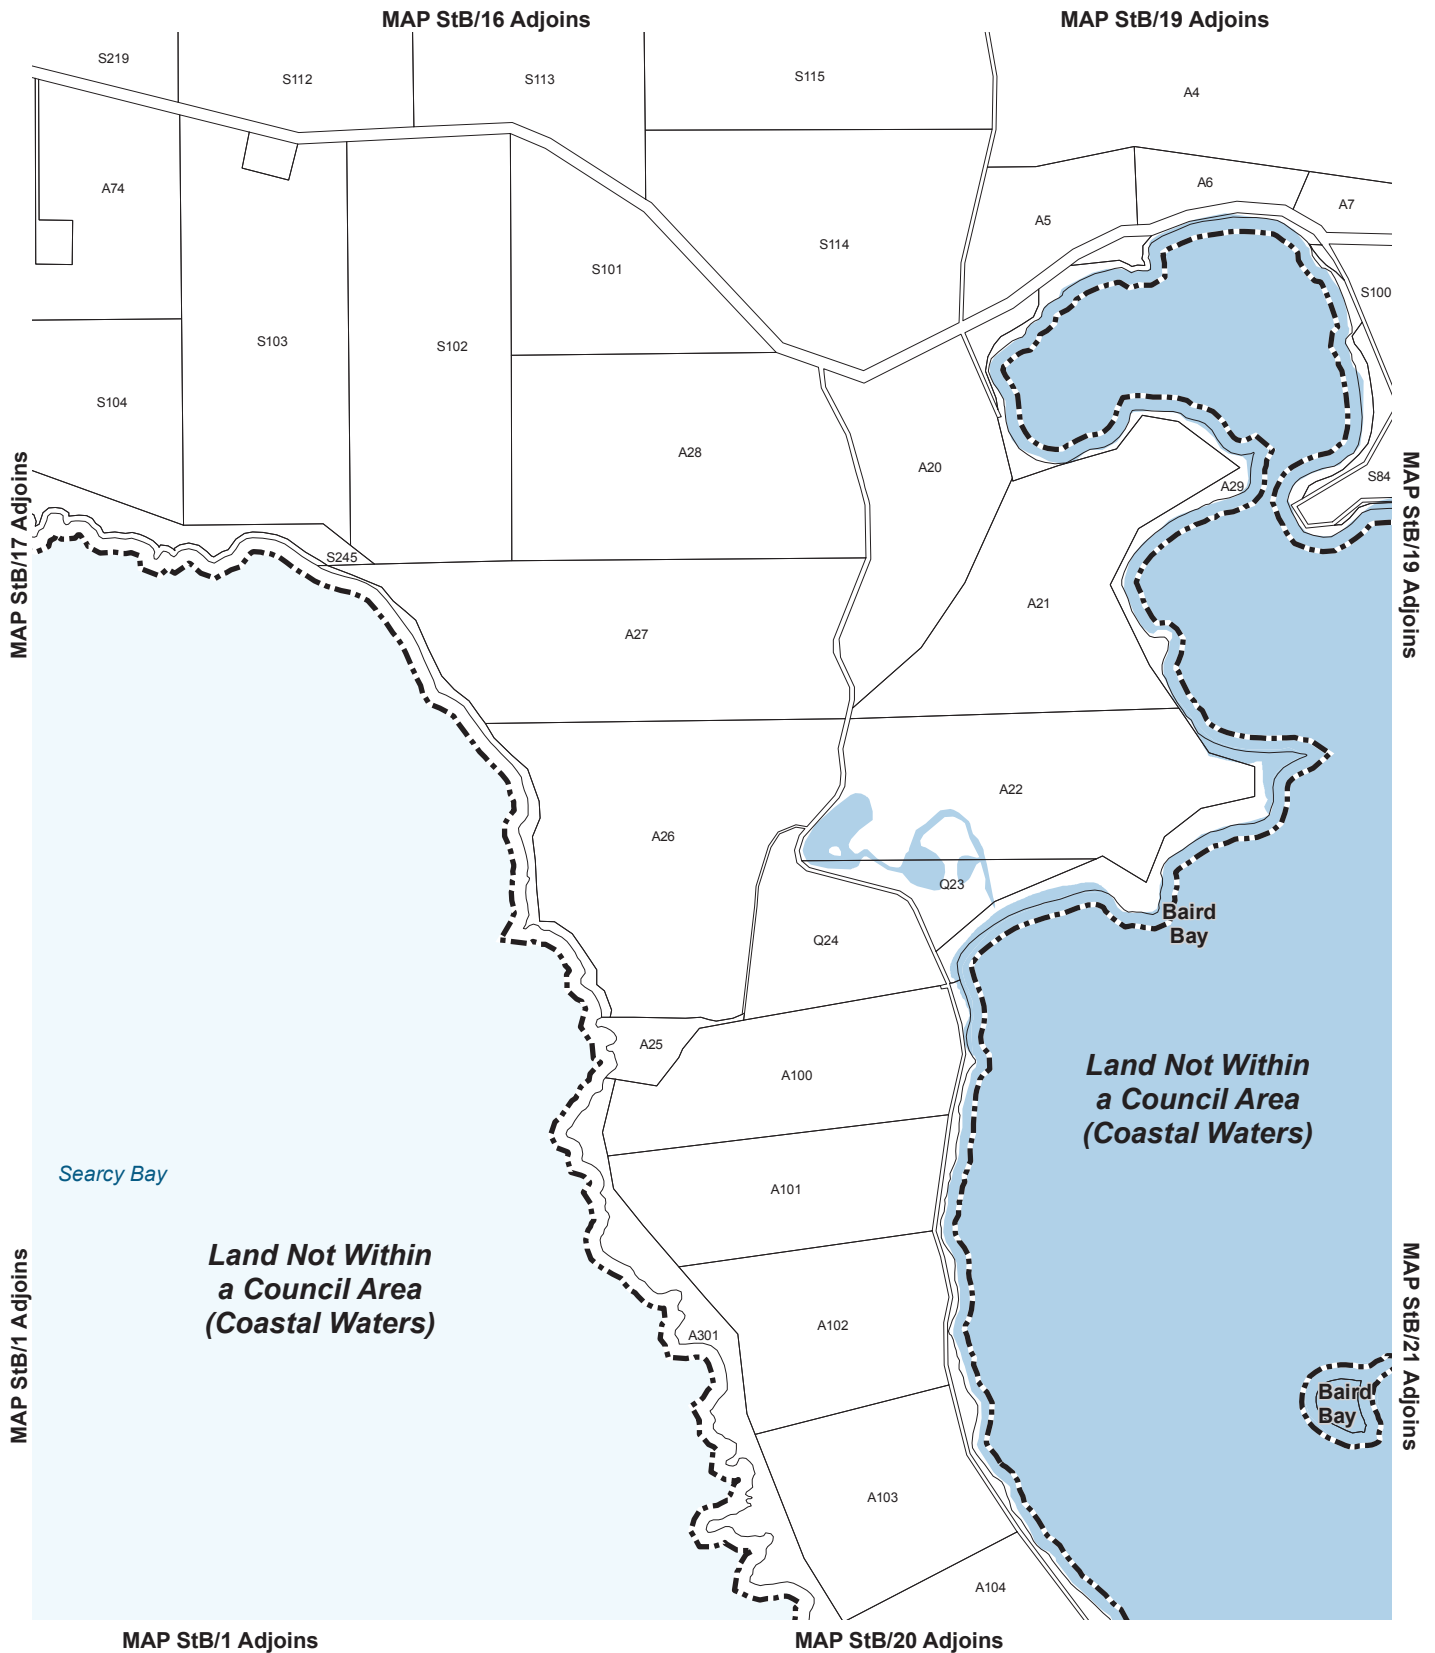 MAP StB/16 Adjoins
MAP StB/19 Adjoins
S219
S112
S113
S115
A4
A74
A6
A7
A5
S114
S101
S100
S103
S102
S104
A28
A20
S84
A29
MAP StB/17 Adjoins
MAP StB/19 Adjoins
S245
A21
A27
A22
A26
Q23
Baird
Bay
Q24
A25
A100
Land Not Within
a Council Area
(Coastal Waters)
Searcy Bay
A101
Land Not Within
a Council Area
(Coastal Waters)
A102
A301
MAP StB/1 Adjoins
MAP StB/21 Adjoins
Baird
Bay
A103
A104
MAP StB/1 Adjoins
MAP StB/20 Adjoins